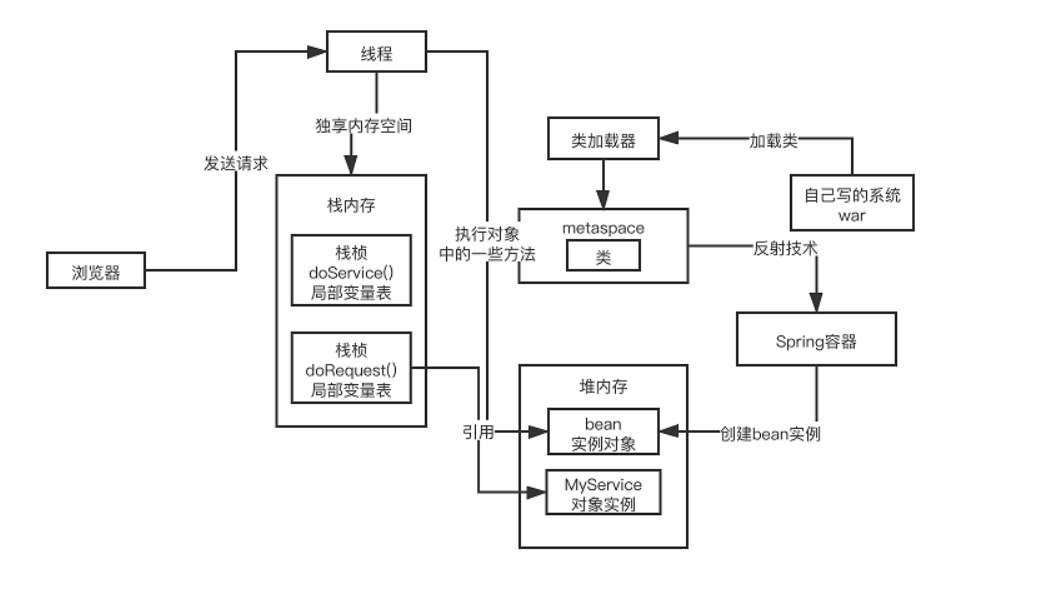 线程
独享内存空间
发送请求
浏览器
栈内存
栈桢
doService()
局部变量表
栈桢
doRequest()
局部变量表
执行对象
中的一些方法
引用
类加载器
加载类
自己写的系统
war
metaspace
类
反射技术
Spring容器
创建bean实例
堆内存
bean
实例对象
MyService
对象实例